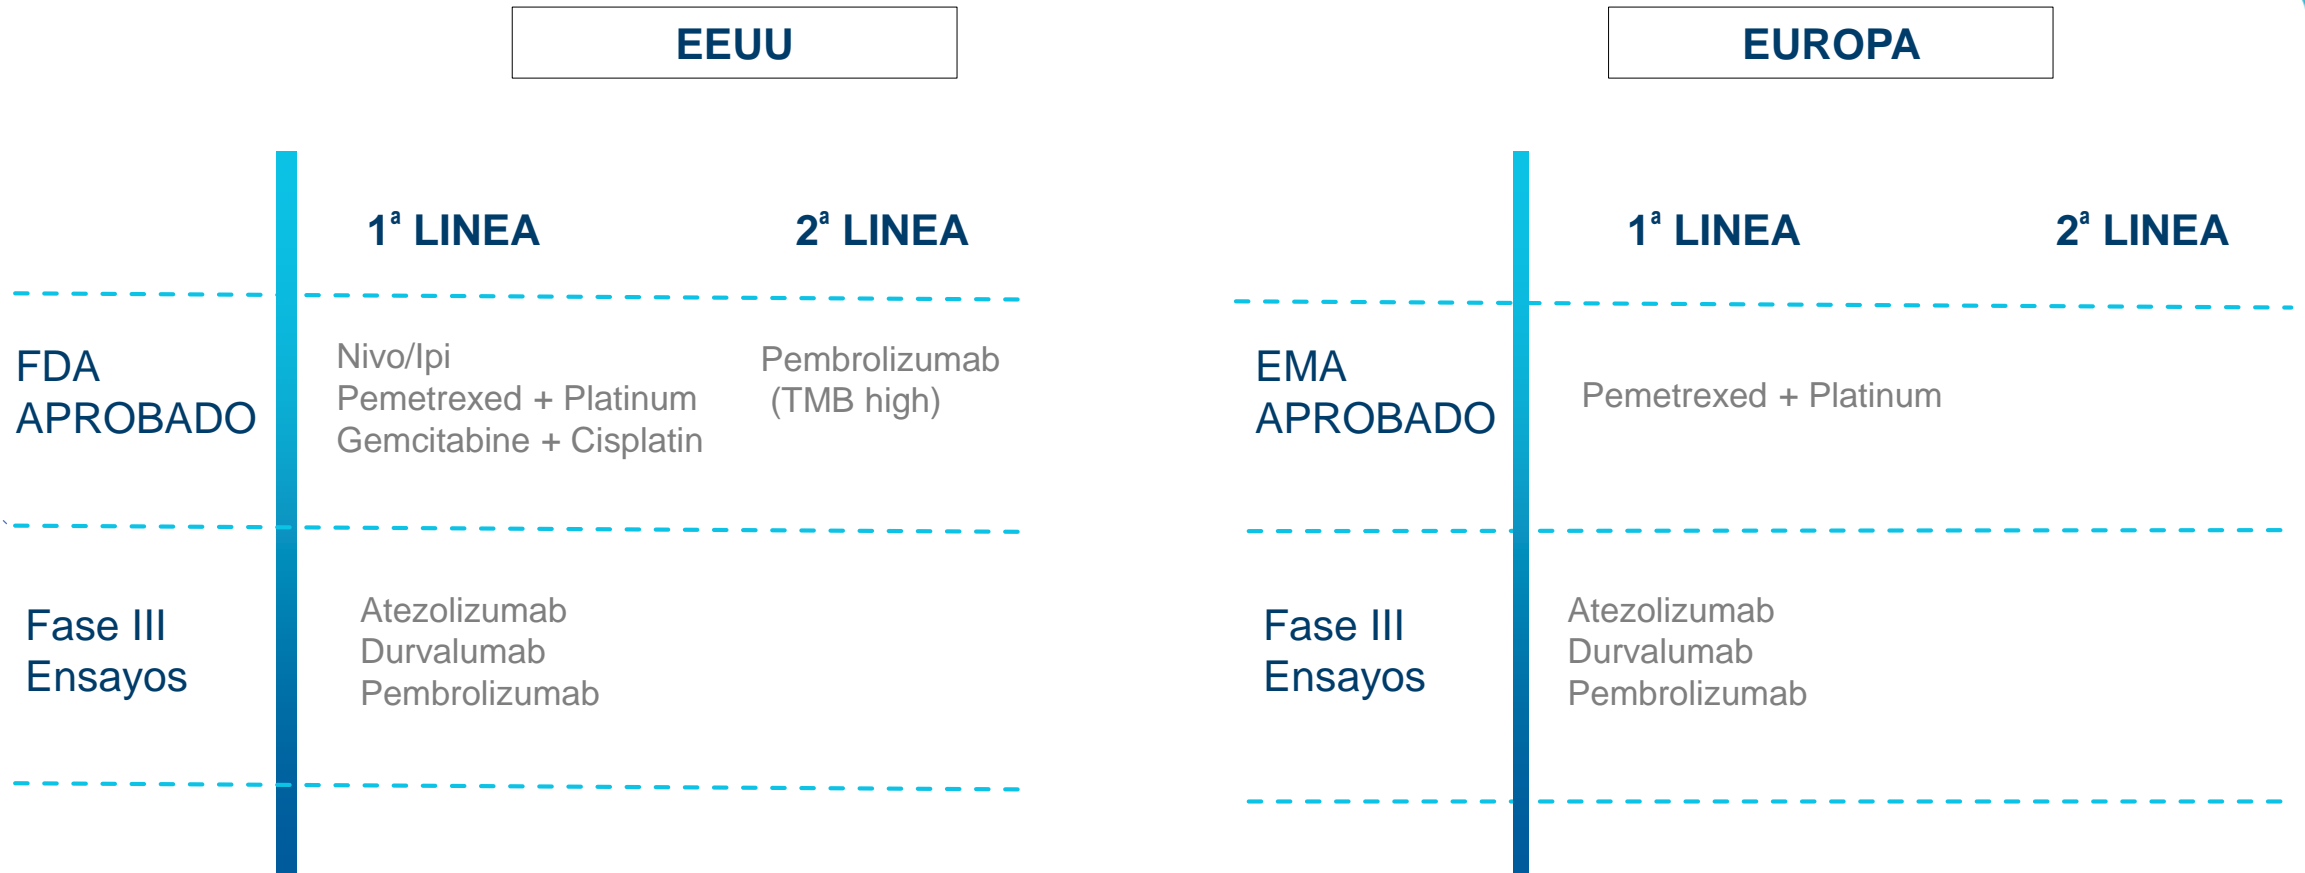 EEUU
1ª LINEA
2ª LINEA
FDA
APROBADO
Nivo/Ipi
Pemetrexed + Platinum
Gemcitabine + Cisplatin
Pembrolizumab
(TMB high)
Fase III
Ensayos
Atezolizumab
Durvalumab
Pembrolizumab
EUROPA
1ª LINEA
2ª LINEA
EMA
APROBADO
Pemetrexed + Platinum
Fase III
Ensayos
Atezolizumab
Durvalumab
Pembrolizumab